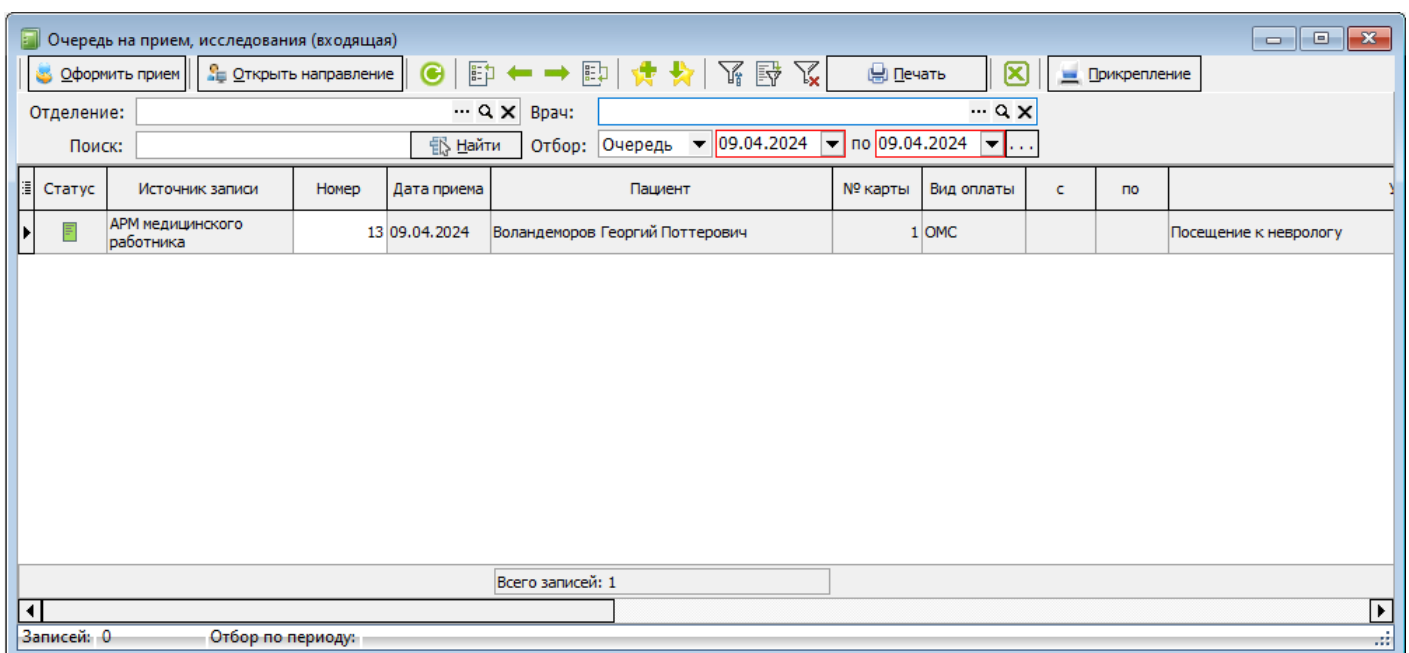 Очередь на прием, исследования (входящая)
Оформить прием Открыть направление Печать Прикрепление
Отделение: ... Врач: ...
Поиск: Найти Отбор: Очередь 09.04.2024 по 09.04.2024 ...
Статус Источник записи Номер Дата приема Пациент № карты Вид оплаты с по
АРМ медицинского
работника 13 09.04.2024 Воландеморов Георгий Поттерович 1 ОМС Посещение к неврологу
Всего записей: 1
Записей: 0 Отбор по периоду: